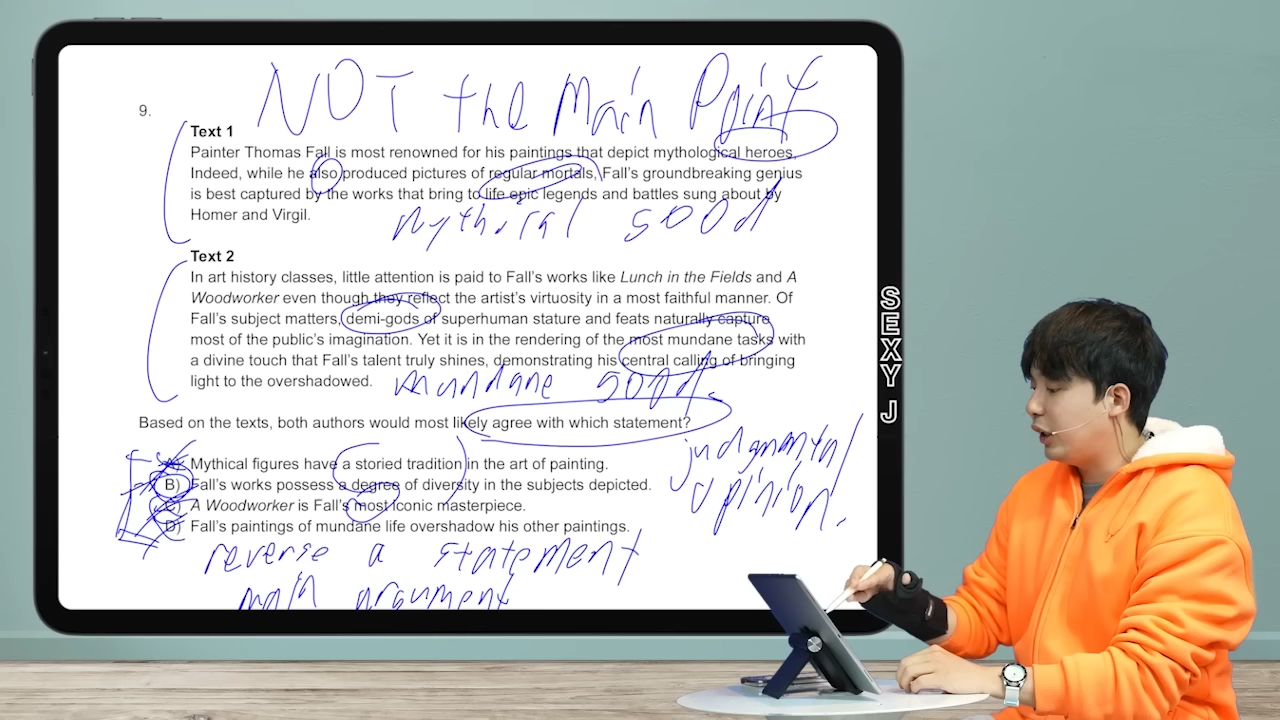 NOT the Main Point
9.
Text 1
Painter Thomas Fall is most renowned for his paintings that depict mythological heroes.
Indeed, while he also produced pictures of regular mortals, Fall's groundbreaking genius
is best captured by the works that bring to life epic legends and battles sung about by
Homer and Virgil.
mythical good
Text 2
In art history classes, little attention is paid to Fall's works like Lunch in the Fields and A
Woodworker even though they reflect the artist's virtuosity in a most faithful manner. Of
Fall's subject matters, demi-gods of superhuman stature and feats naturally capture
most of the public's imagination. Yet it is in the rendering of the most mundane tasks with
a divine touch that Fall's talent truly shines, demonstrating his central calling of bringing
light to the overshadowed.
mundane good.
Based on the texts, both authors would most likely agree with which statement?
A) Mythical figures have a storied tradition in the art of painting.
B) Fall's works possess a degree of diversity in the subjects depicted.
C) A Woodworker is Fall's most iconic masterpiece.
D) Fall's paintings of mundane life overshadow his other paintings.
judgmental
opinion.
reverse a statement
main argument
SEXY J